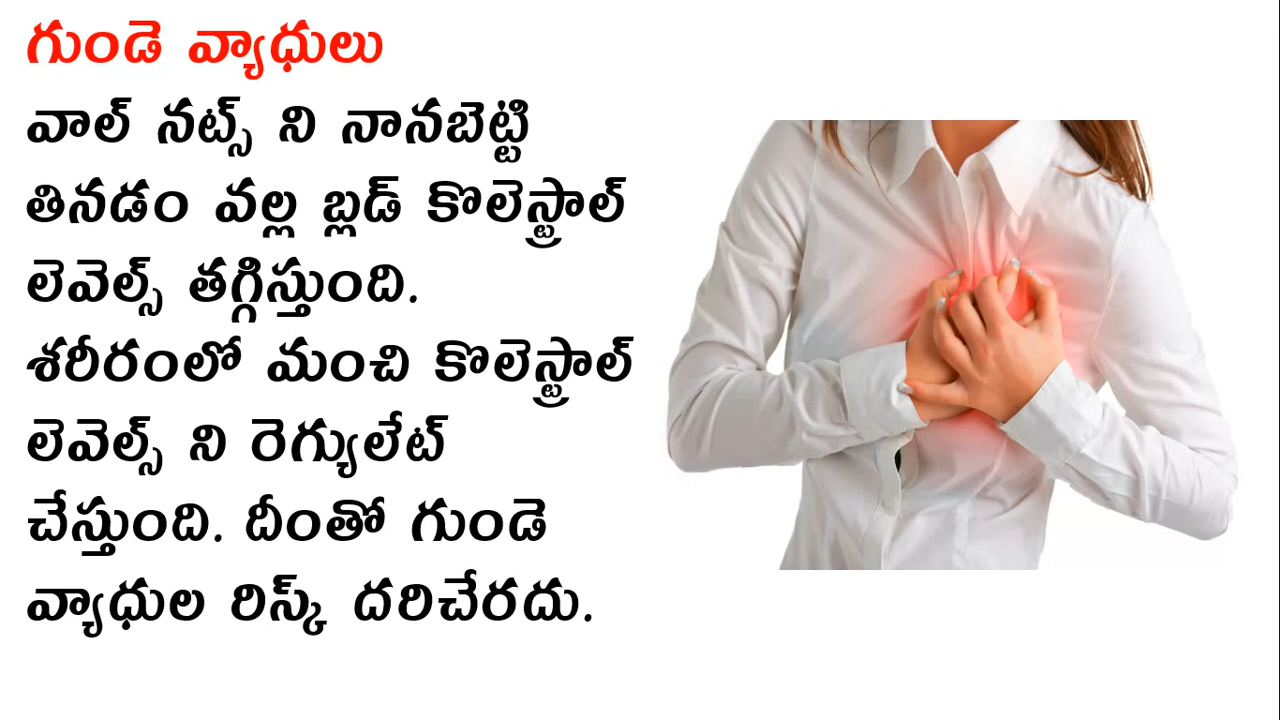 గుండె వ్యాధులు
వాల్ నట్స్ ని నానబెట్టి
తినడం వల్ల బ్లడ్ కొలెస్ట్రాల్
లెవెల్స్ తగ్గిస్తుంది.
శరీరంలో మంచి కొలెస్ట్రాల్
లెవెల్స్ ని రెగ్యులేట్
చేస్తుంది. దీంతో గుండె
వ్యాధుల రిస్క్ దరిచేరదు.